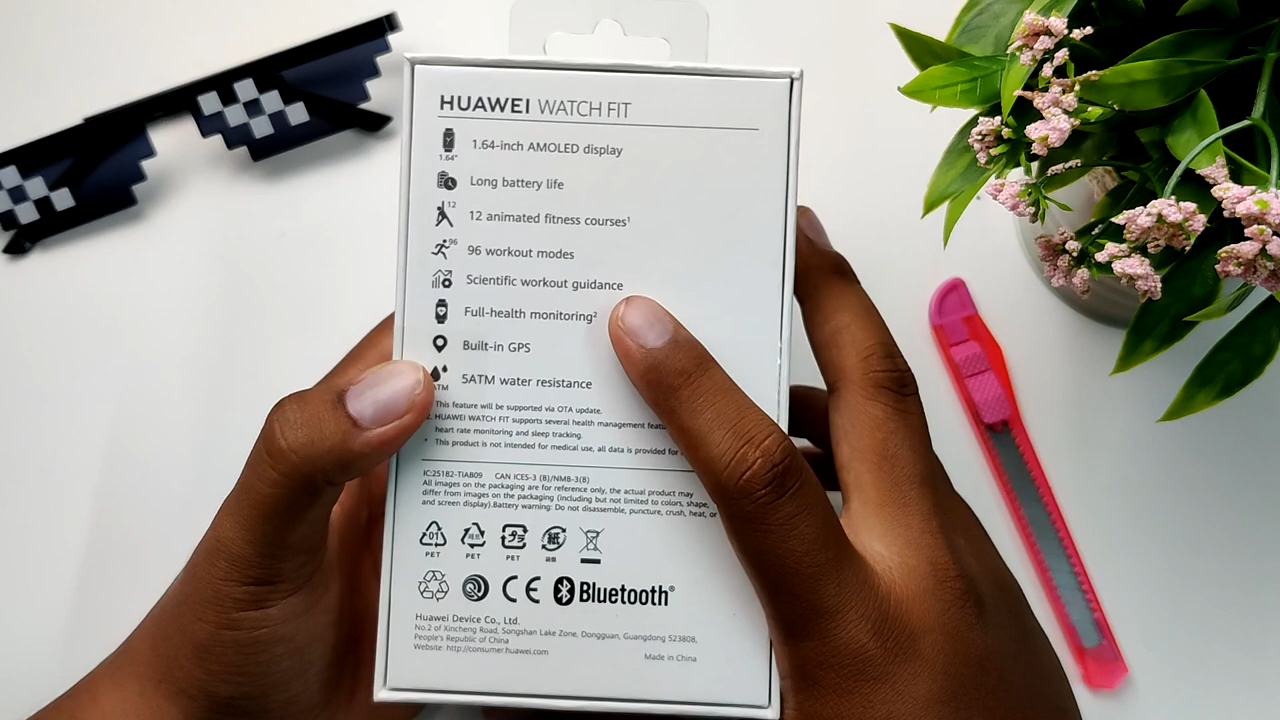 HUAWEI WATCH FIT
1.64"
1.64-inch AMOLED display
Long battery life
12
12 animated fitness courses¹
96
96 workout modes
Scientific workout guidance
Full-health monitoring²
Built-in GPS
5ATM water resistance
This feature will be supported via OTA update.
2. HUAWEI WATCH FIT supports several health management
heart rate monitoring and sleep tracking.
* This product is not intended for medical use, all data is provided for
IC:25182-TIAB09 CAN ICES-3 (B)/NMB-3(B)
All images on the packaging are for reference only, the actual product may
differ from images on the packaging (including but not limited to colors, shape,
and screen display).Battery warning: Do not disassemble, puncture, crush, heat, or
01 プラ 紙
PET PET PET
CE Bluetooth®
Huawei Device Co., Ltd.
No.2 of Xincheng Road, Songshan Lake Zone, Dongguan, Guangdong 523808,
People's Republic of China
Website: http://consumer.huawei.com
Made in China